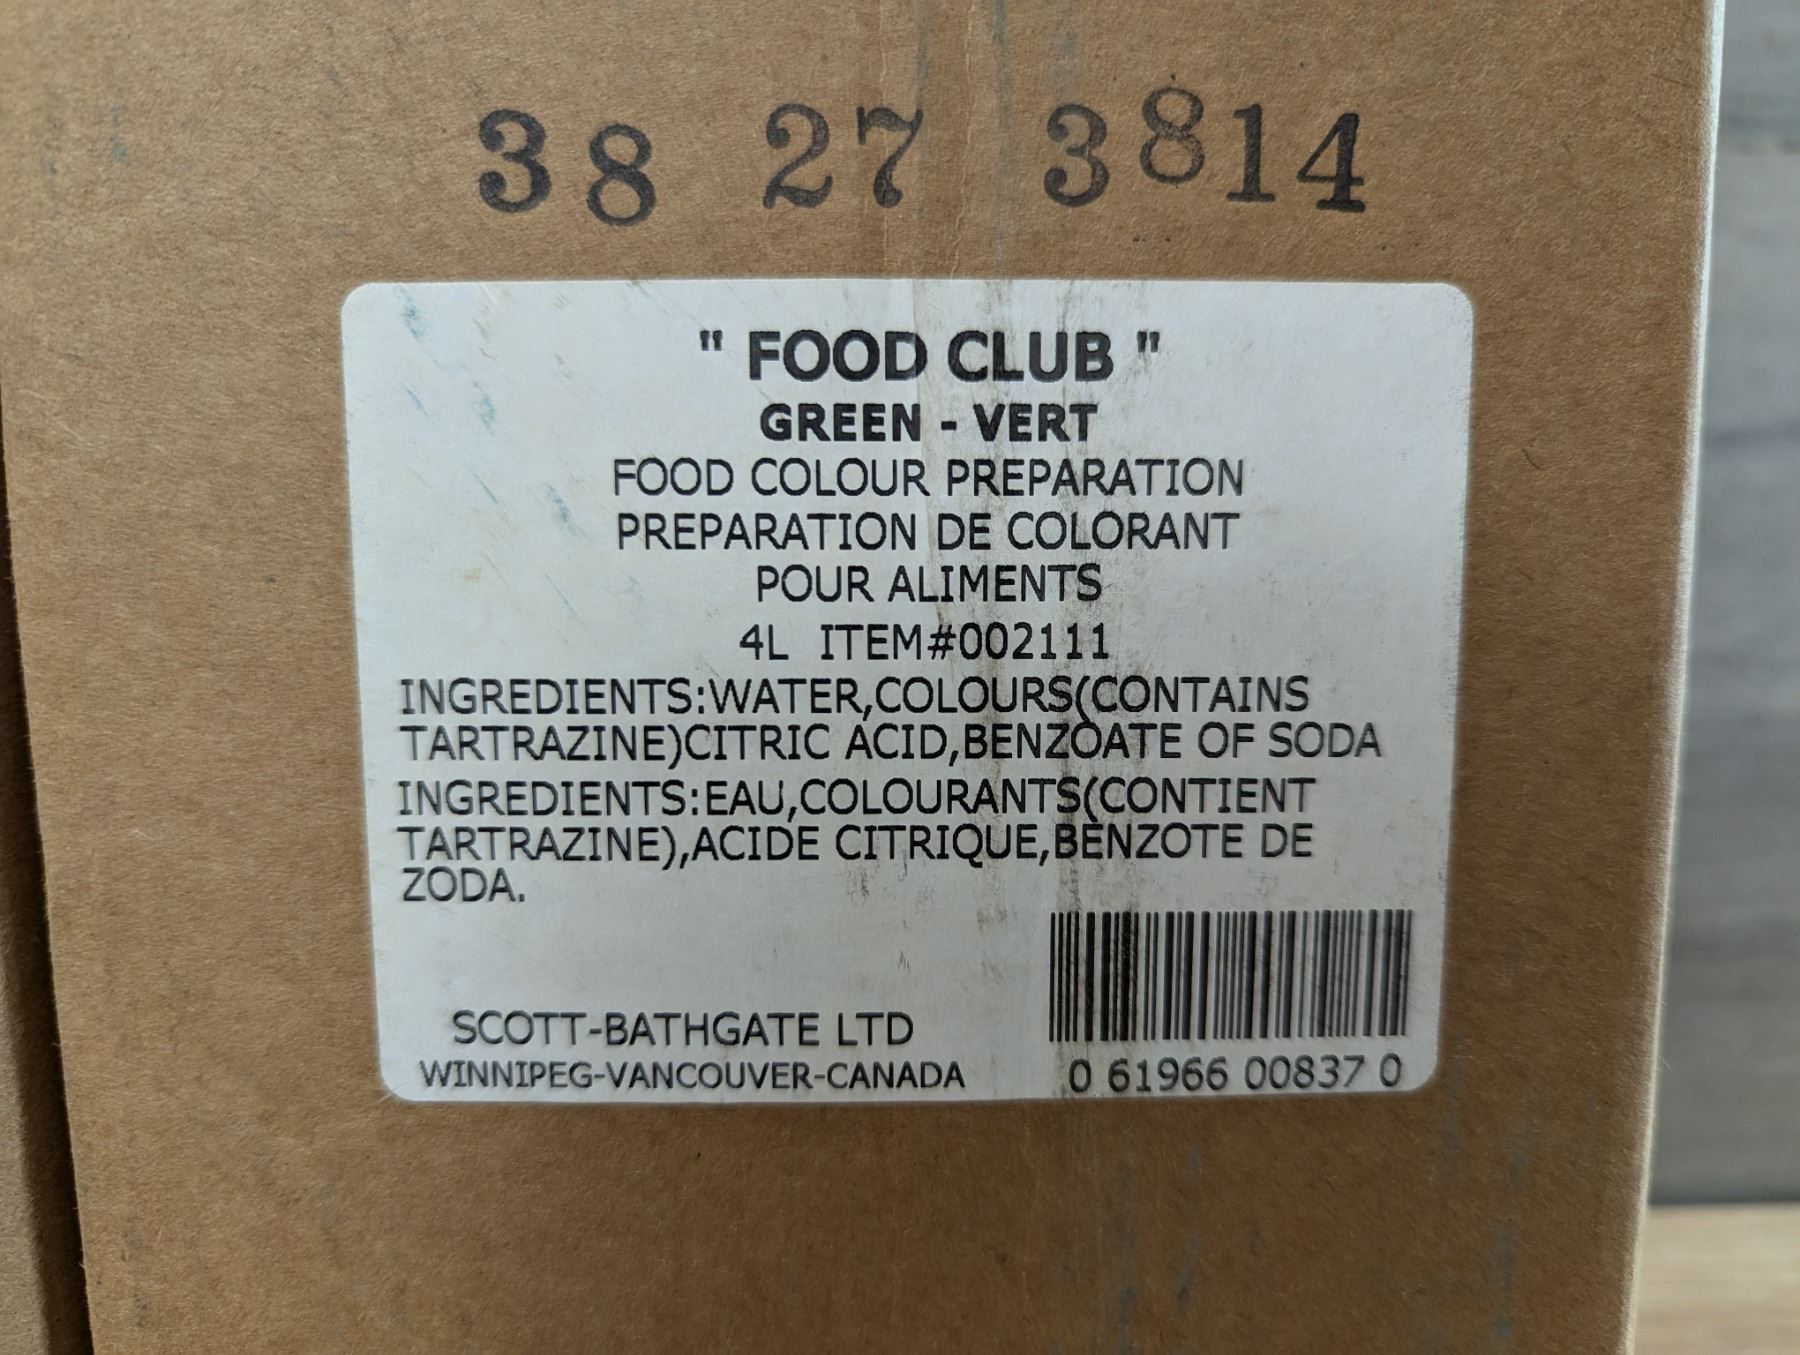 38 27 3814
" FOOD CLUB "
GREEN - VERT
FOOD COLOUR PREPARATION
PREPARATION DE COLORANT
POUR ALIMENTS
4L ITEM#002111
INGREDIENTS:WATER,COLOURS(CONTAINS
TARTRAZINE)CITRIC ACID,BENZOATE OF SODA
INGREDIENTS:EAU,COLOURANTS(CONTIENT
TARTRAZINE),ACIDE CITRIQUE,BENZOTE DE
ZODA.
SCOTT-BATHGATE LTD
WINNIPEG-VANCOUVER-CANADA
0 61966 00837 0